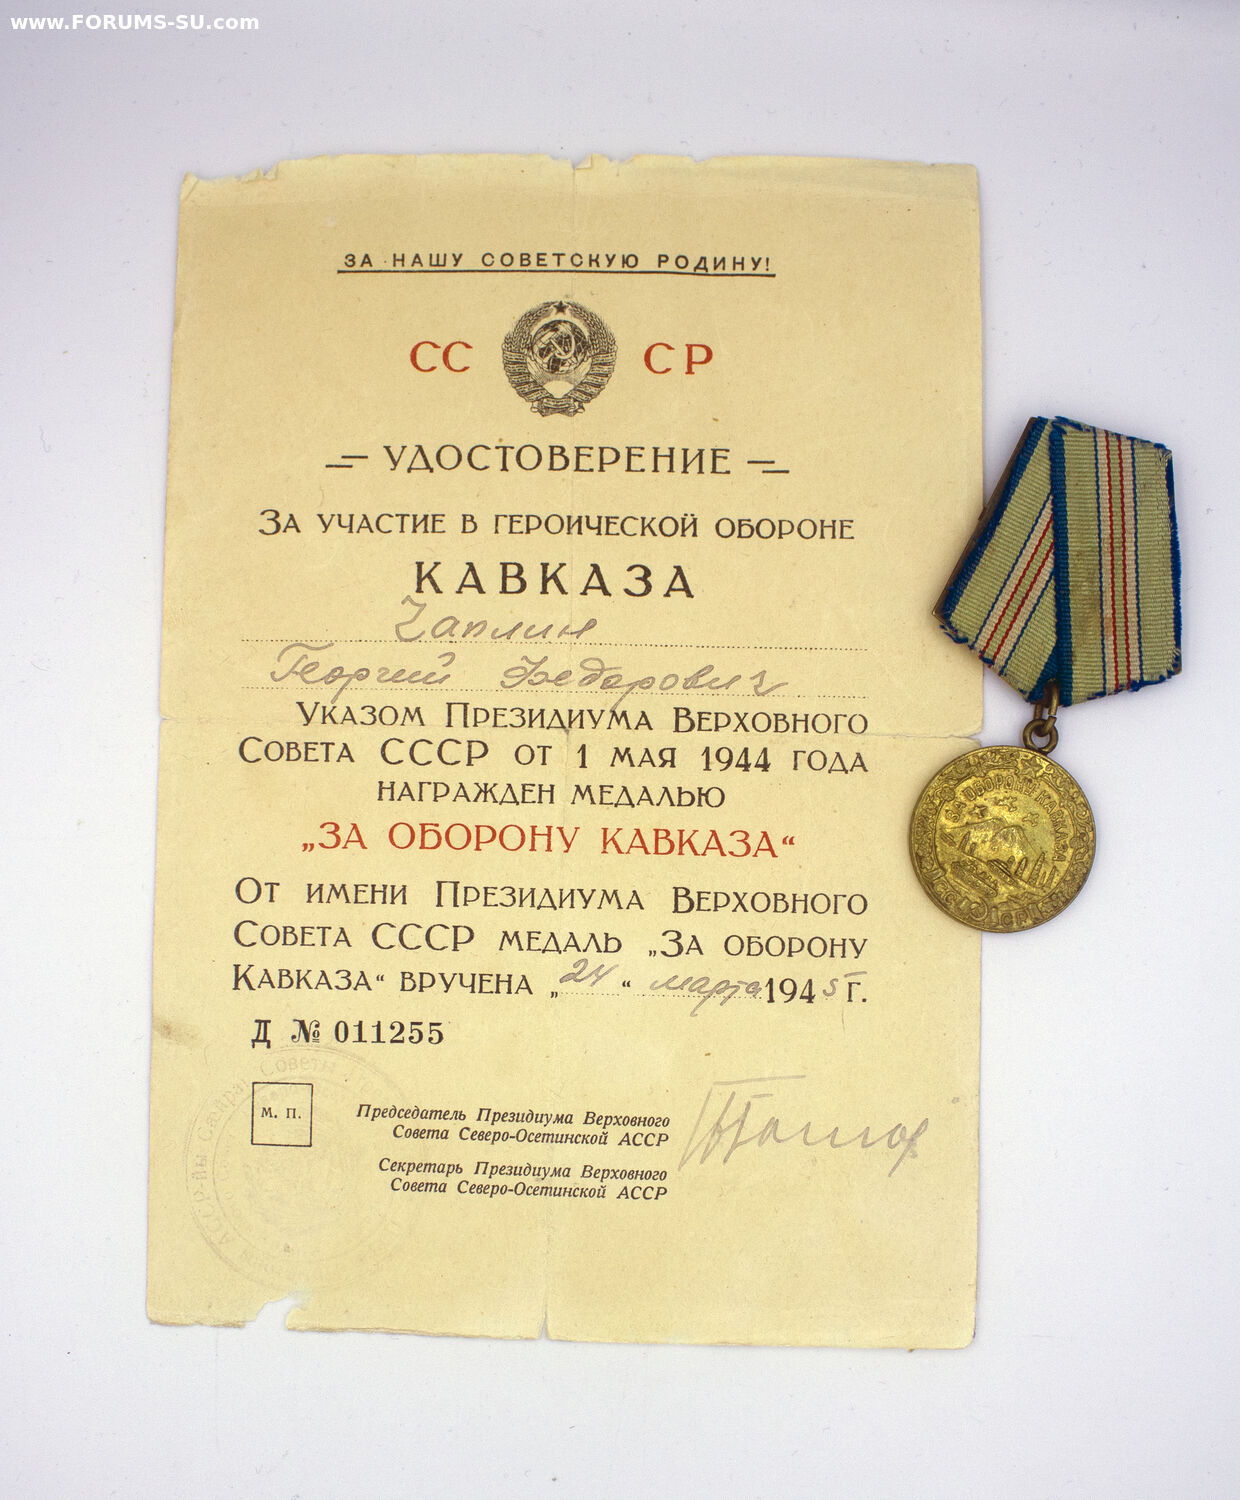 www.FORUMS-SU.com
ЗА НАШУ СОВЕТСКУЮ РОДИНУ!
СС СР
УДОСТОВЕРЕНИЕ
ЗА УЧАСТИЕ В ГЕРОИЧЕСКОЙ ОБОРОНЕ
КАВКАЗА
Чаплин
Георгий Федорович
УКАЗОМ ПРЕЗИДИУМА ВЕРХОВНОГО
СОВЕТА СССР ОТ 1 МАЯ 1944 ГОДА
НАГРАЖДЕН МЕДАЛЬЮ
„ЗА ОБОРОНУ КАВКАЗА“
ОТ ИМЕНИ ПРЕЗИДИУМА ВЕРХОВНОГО
СОВЕТА СССР МЕДАЛЬ „ЗА ОБОРОНУ
КАВКАЗА“ ВРУЧЕНА „24“ марта 1945 Г.
Д № 011255
М. П.
Председатель Президиума Верховного
Совета Северо-Осетинской АССР
Секретарь Президиума Верховного
Совета Северо-Осетинской АССР
ЗА ОБОРОНУ КАВКАЗА